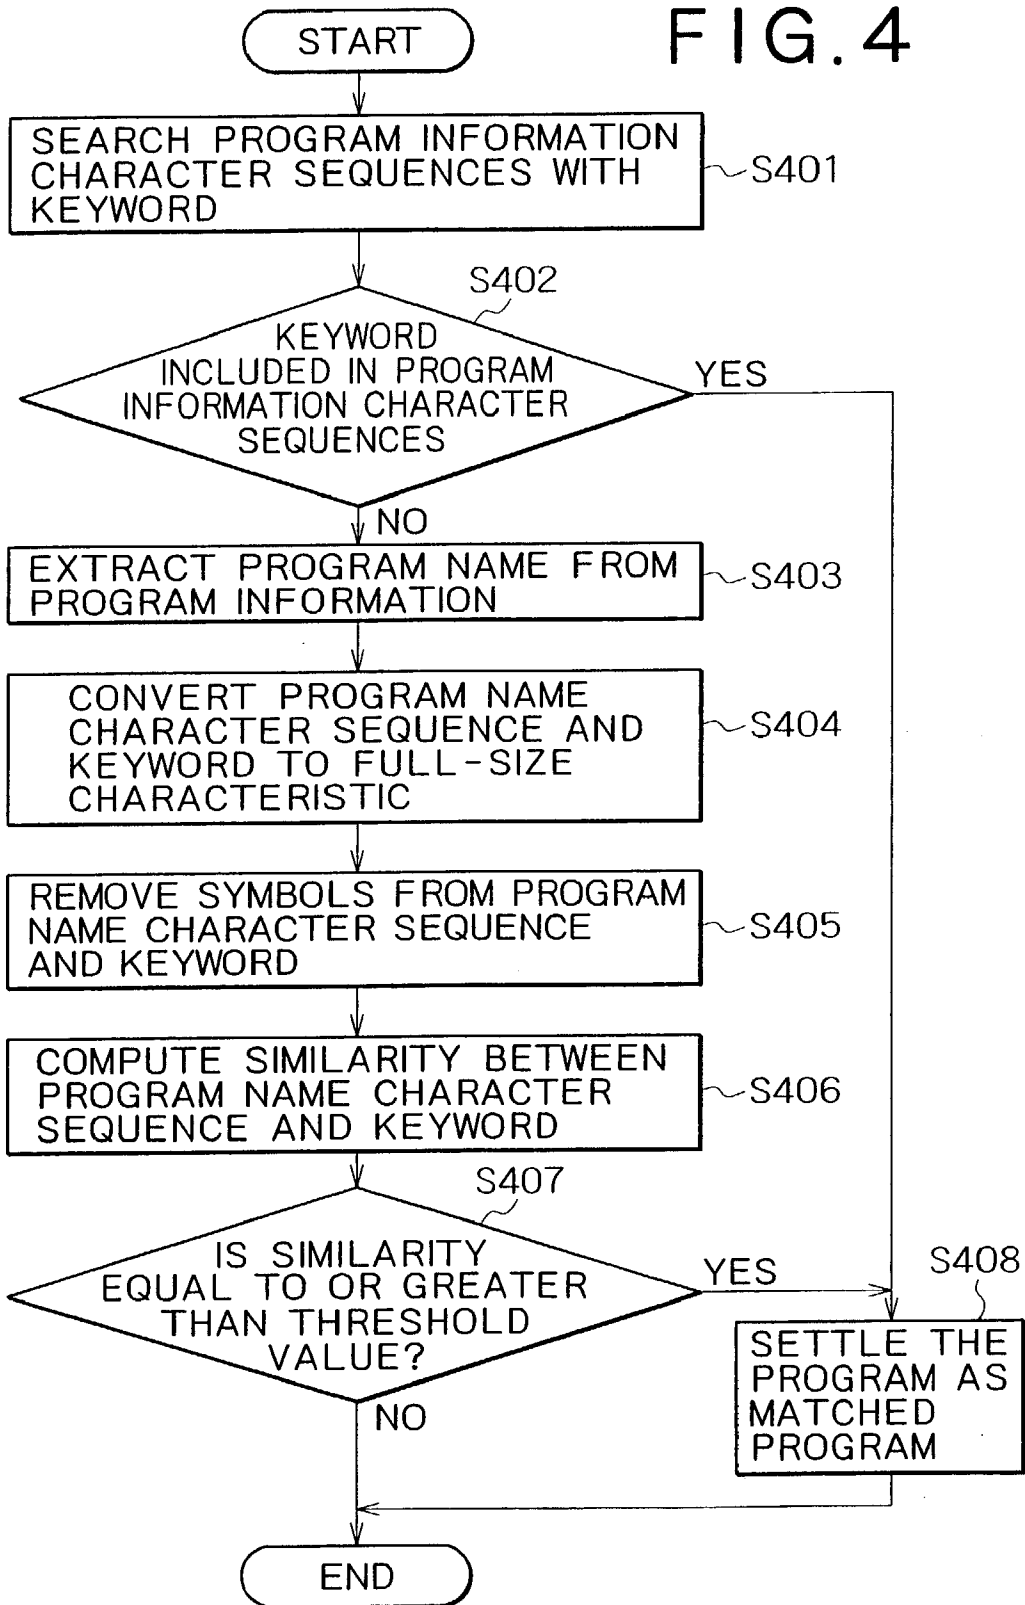 FIG.4
START
SEARCH PROGRAM INFORMATION
CHARACTER SEQUENCES WITH
KEYWORD
S401
S402
KEYWORD
INCLUDED IN PROGRAM
INFORMATION CHARACTER
SEQUENCES
YES
NO
EXTRACT PROGRAM NAME FROM
PROGRAM INFORMATION
S403
CONVERT PROGRAM NAME
CHARACTER SEQUENCE AND
KEYWORD TO FULL-SIZE
CHARACTERISTIC
S404
REMOVE SYMBOLS FROM PROGRAM
NAME CHARACTER SEQUENCE
AND KEYWORD
S405
COMPUTE SIMILARITY BETWEEN
PROGRAM NAME CHARACTER
SEQUENCE AND KEYWORD
S406
S407
IS SIMILARITY
EQUAL TO OR GREATER
THAN THRESHOLD
VALUE?
YES
NO
S408
SETTLE THE
PROGRAM AS
MATCHED
PROGRAM
END